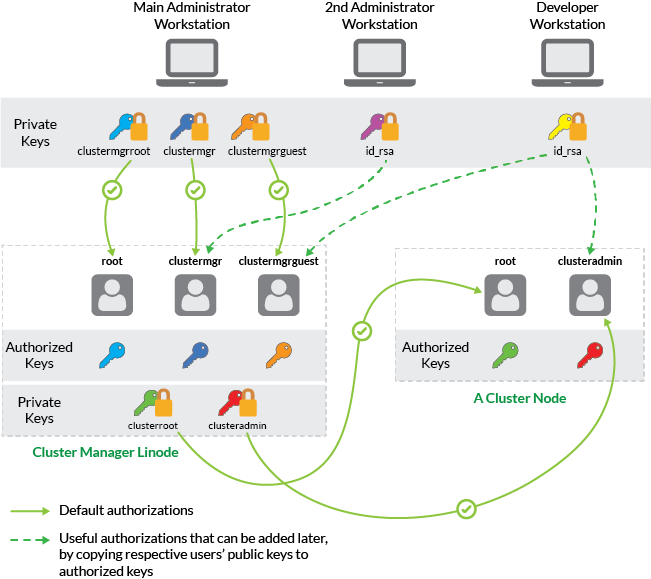 Main Administrator
Workstation
2nd Administrator
Workstation
Developer
Workstation
Private
Keys
clustermgrroot
clustermgr
clustermgrguest
id_rsa
id_rsa
root
clustermgr
clustermgrguest
root
clusteradmin
Authorized
Keys
Authorized
Keys
Private
Keys
clusterroot
clusteradmin
A Cluster Node
Cluster Manager Linode
Default authorizations
Useful authorizations that can be added later,
by copying respective users' public keys to
authorized keys